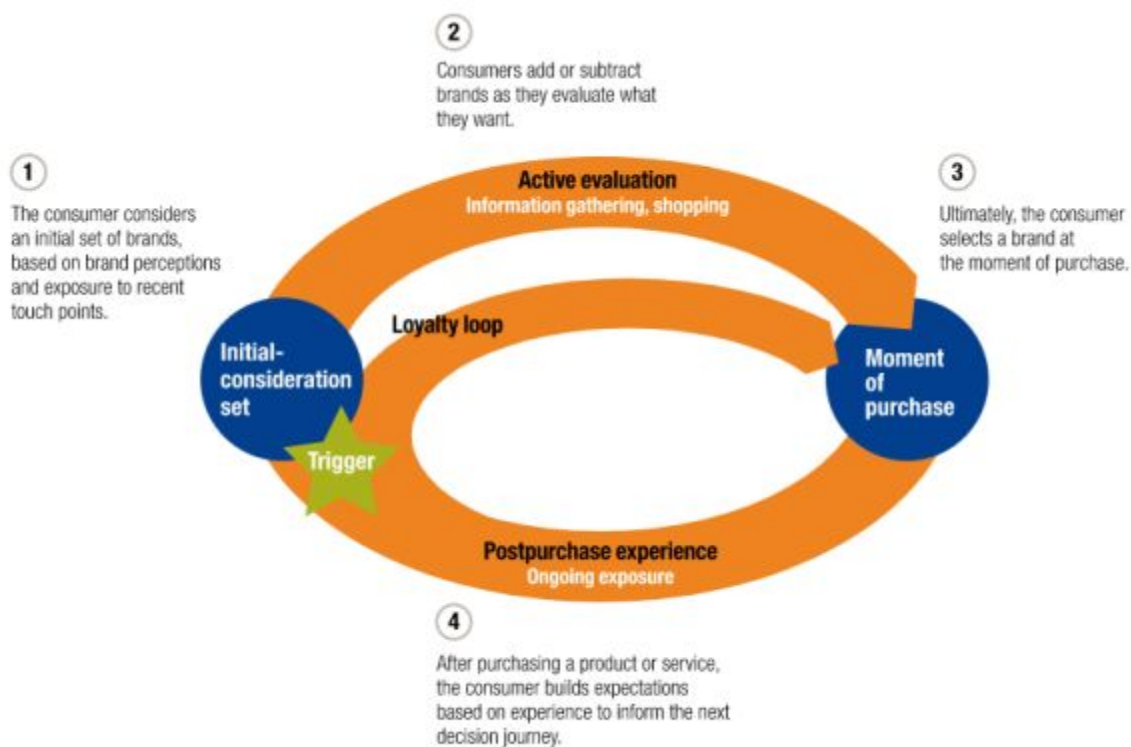 2
Consumers add or subtract
brands as they evaluate what
they want.
1
The consumer considers
an initial set of brands,
based on brand perceptions
and exposure to recent
touch points.
Active evaluation
Information gathering, shopping
3
Ultimately, the consumer
selects a brand at
the moment of purchase.
Loyalty loop
Initial-
consideration
set
Moment
of
purchase
Trigger
Postpurchase experience
Ongoing exposure
4
After purchasing a product or service,
the consumer builds expectations
based on experience to inform the next
decision journey.